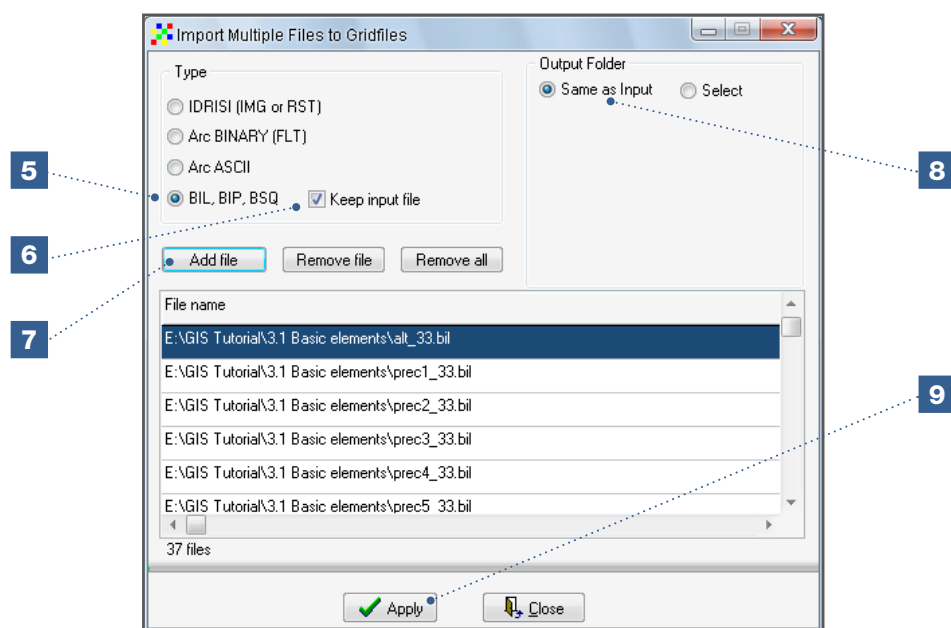 Import Multiple Files to Gridfiles
Type
IDRISI (IMG or RST)
Arc BINARY (FLT)
Arc ASCII
BIL, BIP, BSQ
Keep input file
Output Folder
Same as Input
Select
5
6
7
8
9
Add file
Remove file
Remove all
File name
E:\GIS Tutorial\3.1 Basic elements\alt_33.bil
E:\GIS Tutorial\3.1 Basic elements\prec1_33.bil
E:\GIS Tutorial\3.1 Basic elements\prec2_33.bil
E:\GIS Tutorial\3.1 Basic elements\prec3_33.bil
E:\GIS Tutorial\3.1 Basic elements\prec4_33.bil
E:\GIS Tutorial\3.1 Basic elements\prec5_33.bil
37 files
Apply
Close